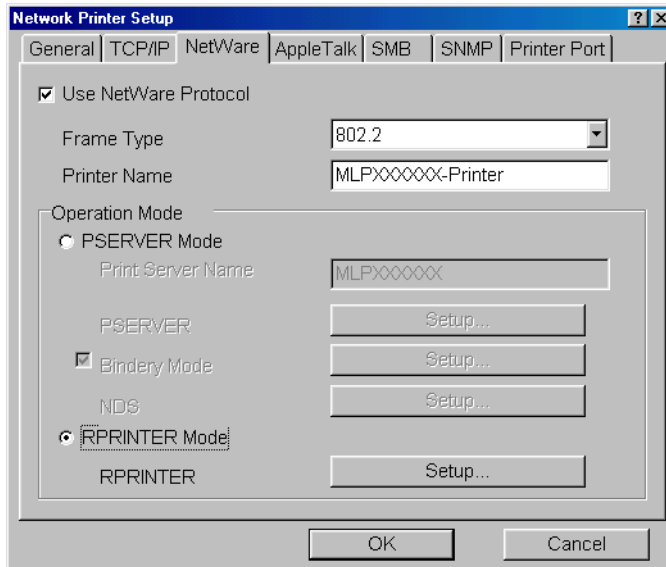 Network Printer Setup
General TCP/IP NetWare AppleTalk SMB SNMP Printer Port
Use NetWare Protocol
Frame Type 802.2
Printer Name MLPXXXXXX-Printer
Operation Mode
PSERVER Mode
Print Server Name MLPXXXXXX
PSERVER Setup...
Bindery Mode Setup...
NDS Setup...
RPRINTER Mode
RPRINTER Setup...
OK Cancel